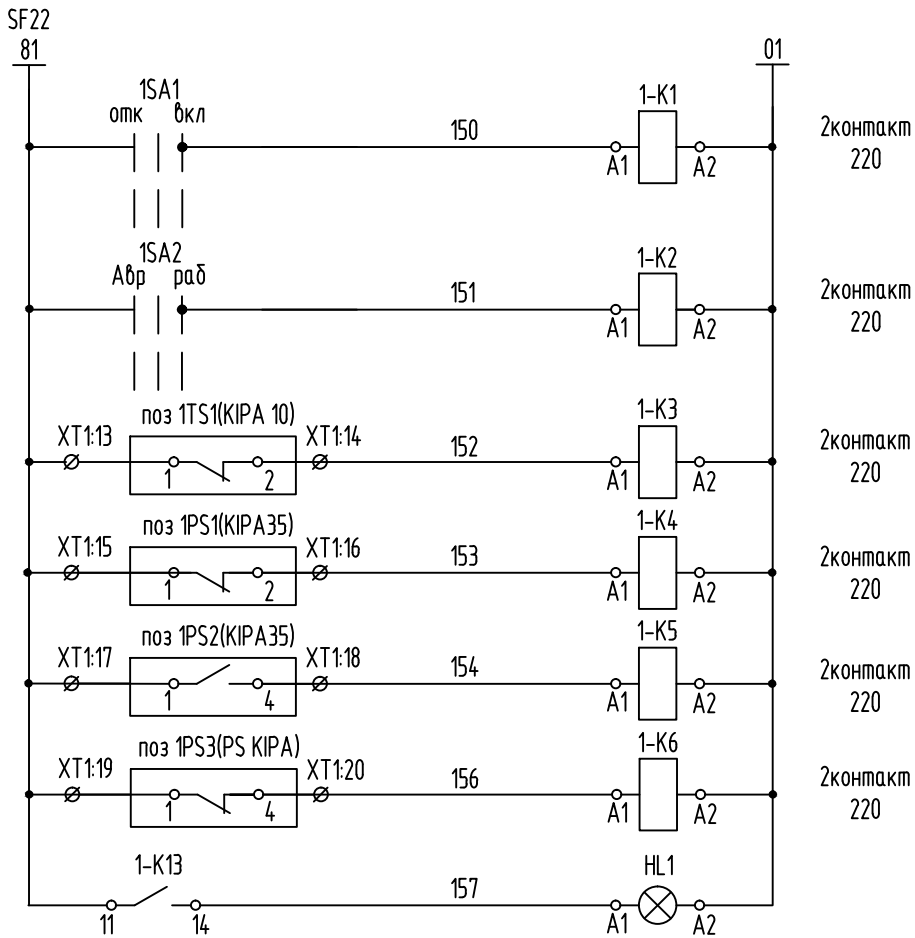 SF22
81
01
1SA1
отк вкл
150
1-K1
A1
A2
2контакт
220
1SA2
Авр раб
151
1-K2
A1
A2
2контакт
220
поз 1TS1(KIPA 10)
XT1:13
1
2
XT1:14
152
1-K3
A1
A2
2контакт
220
поз 1PS1(KIPA35)
XT1:15
1
2
XT1:16
153
1-K4
A1
A2
2контакт
220
поз 1PS2(KIPA35)
XT1:17
1
4
XT1:18
154
1-K5
A1
A2
2контакт
220
поз 1PS3(PS KIPA)
XT1:19
1
4
XT1:20
156
1-K6
A1
A2
2контакт
220
1-K13
11
14
157
HL1
A1
A2